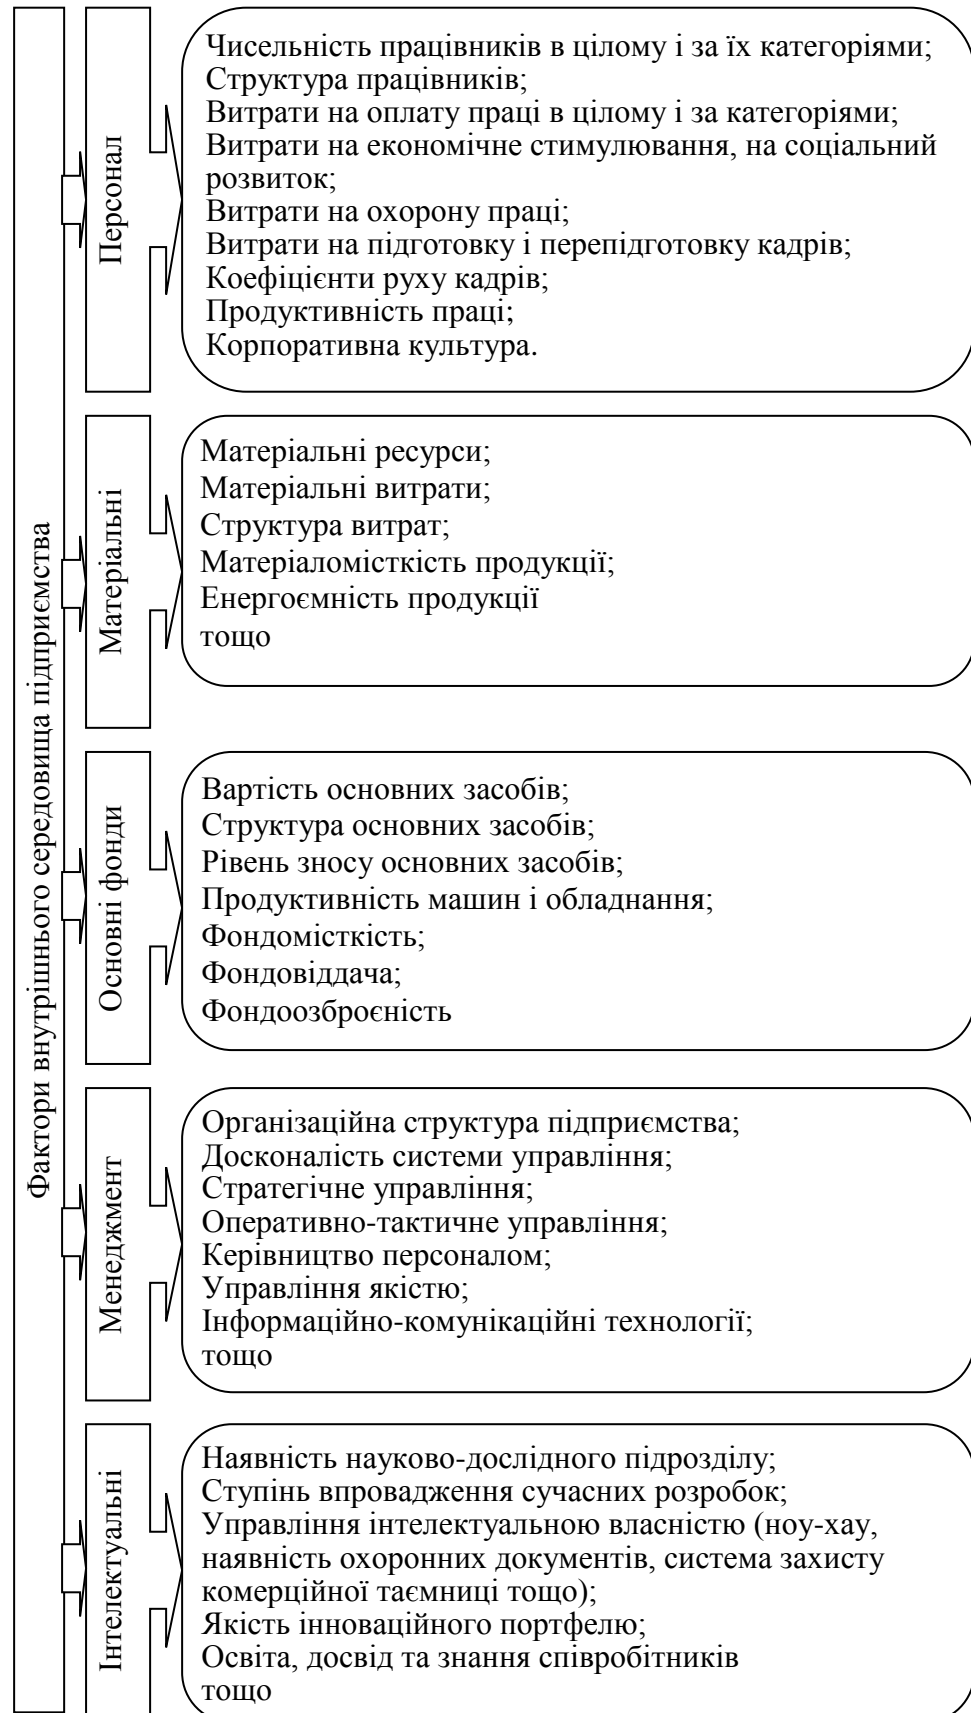 Фактори внутрішнього середовища підприємства
Персонал
Чисельність працівників в цілому і за їх категоріями;
Структура працівників;
Витрати на оплату праці в цілому і за категоріями;
Витрати на економічне стимулювання, на соціальний
розвиток;
Витрати на охорону праці;
Витрати на підготовку і перепідготовку кадрів;
Коефіцієнти руху кадрів;
Продуктивність праці;
Корпоративна культура.
Матеріальні
Матеріальні ресурси;
Матеріальні витрати;
Структура витрат;
Матеріаломісткість продукції;
Енергоємність продукції
тощо
Основні фонди
Вартість основних засобів;
Структура основних засобів;
Рівень зносу основних засобів;
Продуктивність машин і обладнання;
Фондомісткість;
Фондовіддача;
Фондоозброєність
Менеджмент
Організаційна структура підприємства;
Досконалість системи управління;
Стратегічне управління;
Оперативно-тактичне управління;
Керівництво персоналом;
Управління якістю;
Інформаційно-комунікаційні технології;
тощо
Інтелектуальні
Наявність науково-дослідного підрозділу;
Ступінь впровадження сучасних розробок;
Управління інтелектуальною власністю (ноу-хау,
наявність охоронних документів, система захисту
комерційної таємниці тощо);
Якість інноваційного портфелю;
Освіта, досвід та знання співробітників
тощо